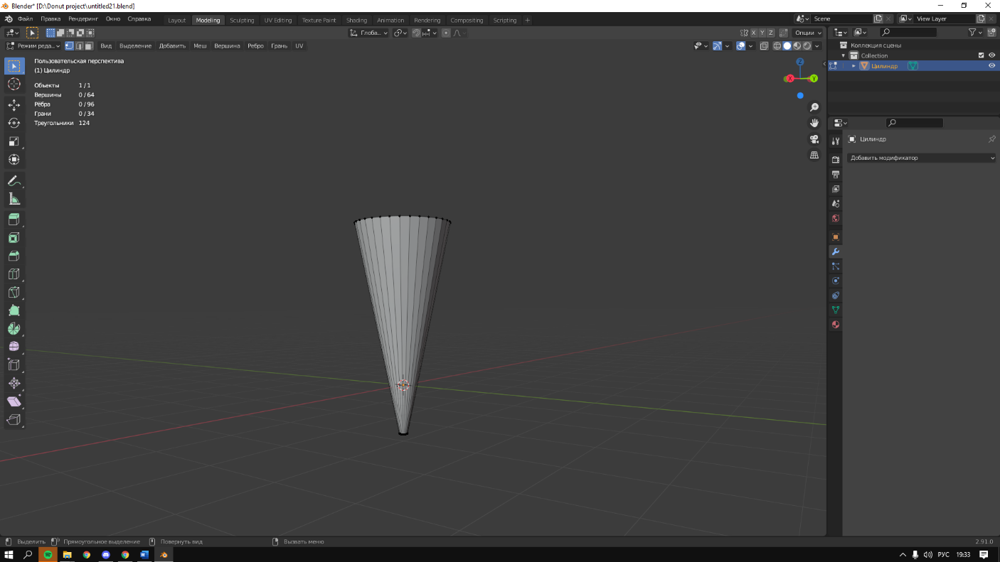 Blender* [D:\Donut project\untitled21.blend]
Файл Правка Рендеринг Окно Справка
Layout Modeling Sculpting UV Editing Texture Paint Shading Animation Rendering Compositing Scripting +
Scene
View Layer
Глоба...
X Y Z
Опции
Режим реда...
Вид Выделение Добавить Меш Вершина Ребро Грань UV
Пользовательская перспектива
(1) Цилиндр
Объекты 1 / 1
Вершины 0 / 64
Рёбра 0 / 96
Грани 0 / 34
Треугольники 124
Z
X
Y
Коллекция сцены
Collection
Цилиндр
Цилиндр
Добавить модификатор
Выделить
Прямоугольное выделение
Повернуть вид
Вызвать меню
2.91.0
РУС
19:33